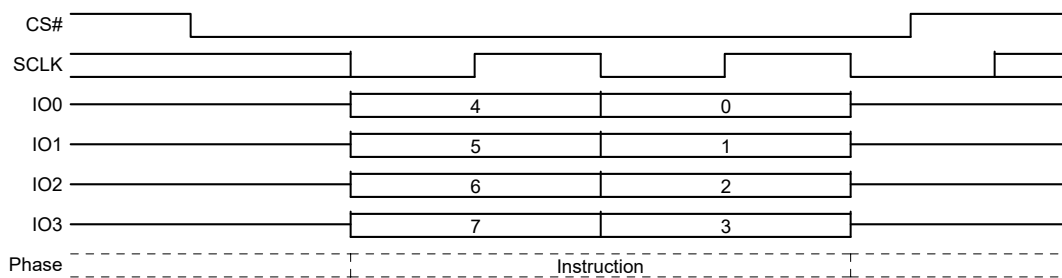 CS#
SCLK
IO0 4 0
IO1 5 1
IO2 6 2
IO3 7 3
Phase Instruction